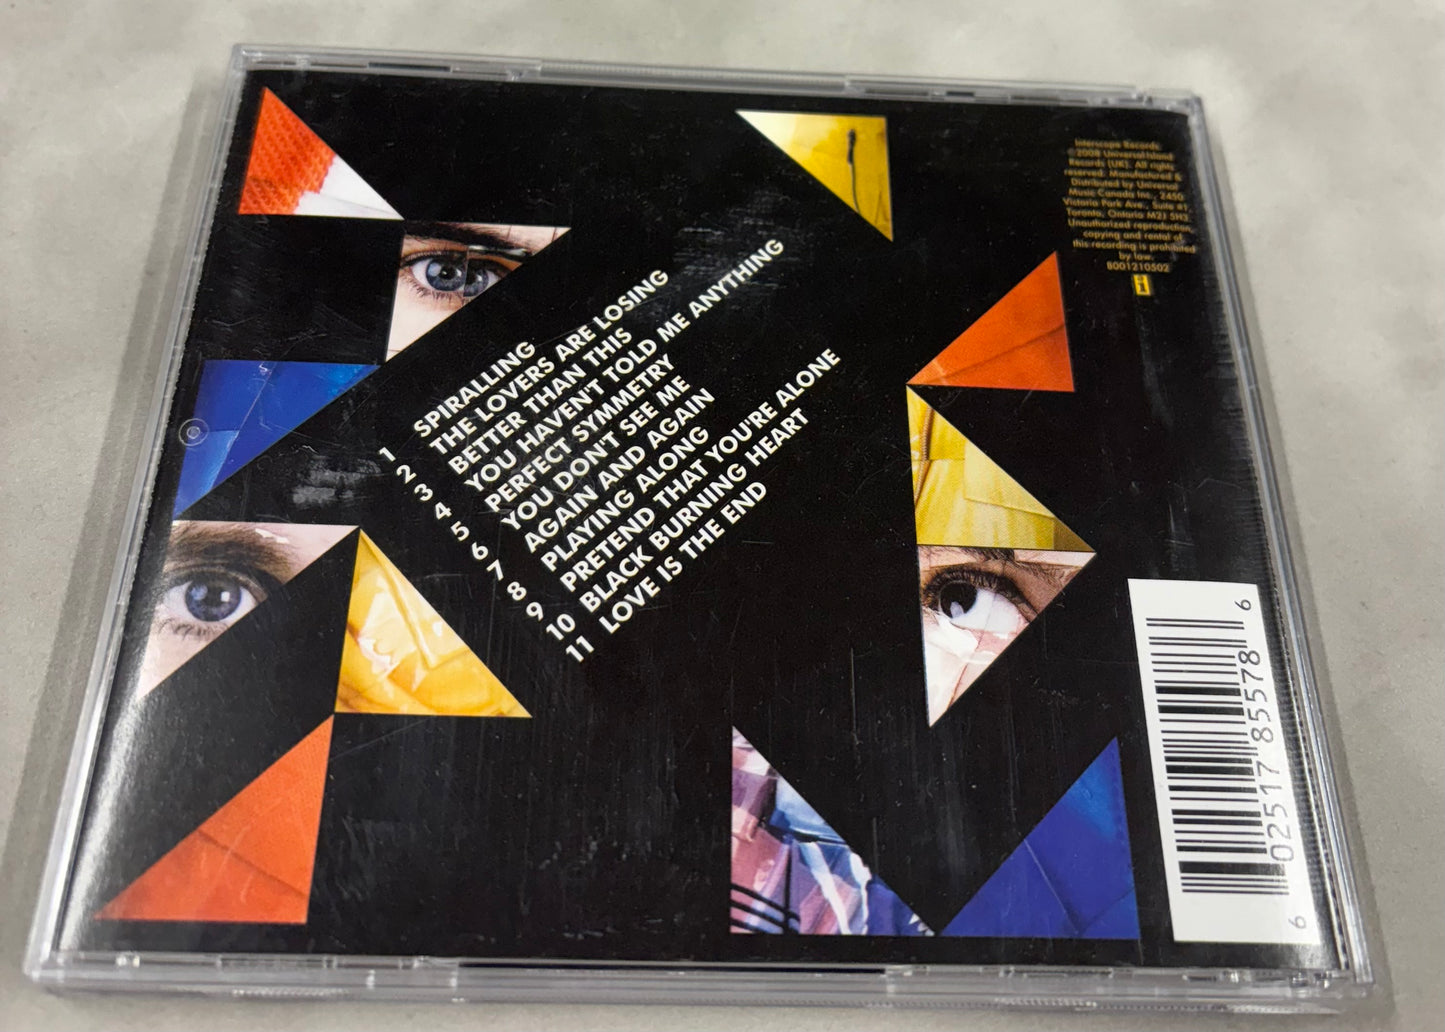 1 SPIRALLING
2 THE LOVERS ARE LOSING
3 BETTER THAN THIS
4 YOU HAVEN'T TOLD ME ANYTHING
5 PERFECT SYMMETRY
6 YOU DON'T SEE ME
7 AGAIN AND AGAIN
8 PLAYING ALONG
9 PRETEND THAT YOU'RE ALONE
10 BLACK BURNING HEART
11 LOVE IS THE END
Interscope Records
©2008 Universal-Island
Records (UK). All rights
reserved. Manufactured &
Distributed by Universal
Music Canada Inc., 2450
Victoria Park Ave., Suite #1,
Toronto, Ontario M2J 5H3.
Unauthorized reproduction,
copying and rental of
this recording is prohibited
by law.
B001210502
i
6 02517 85578 6